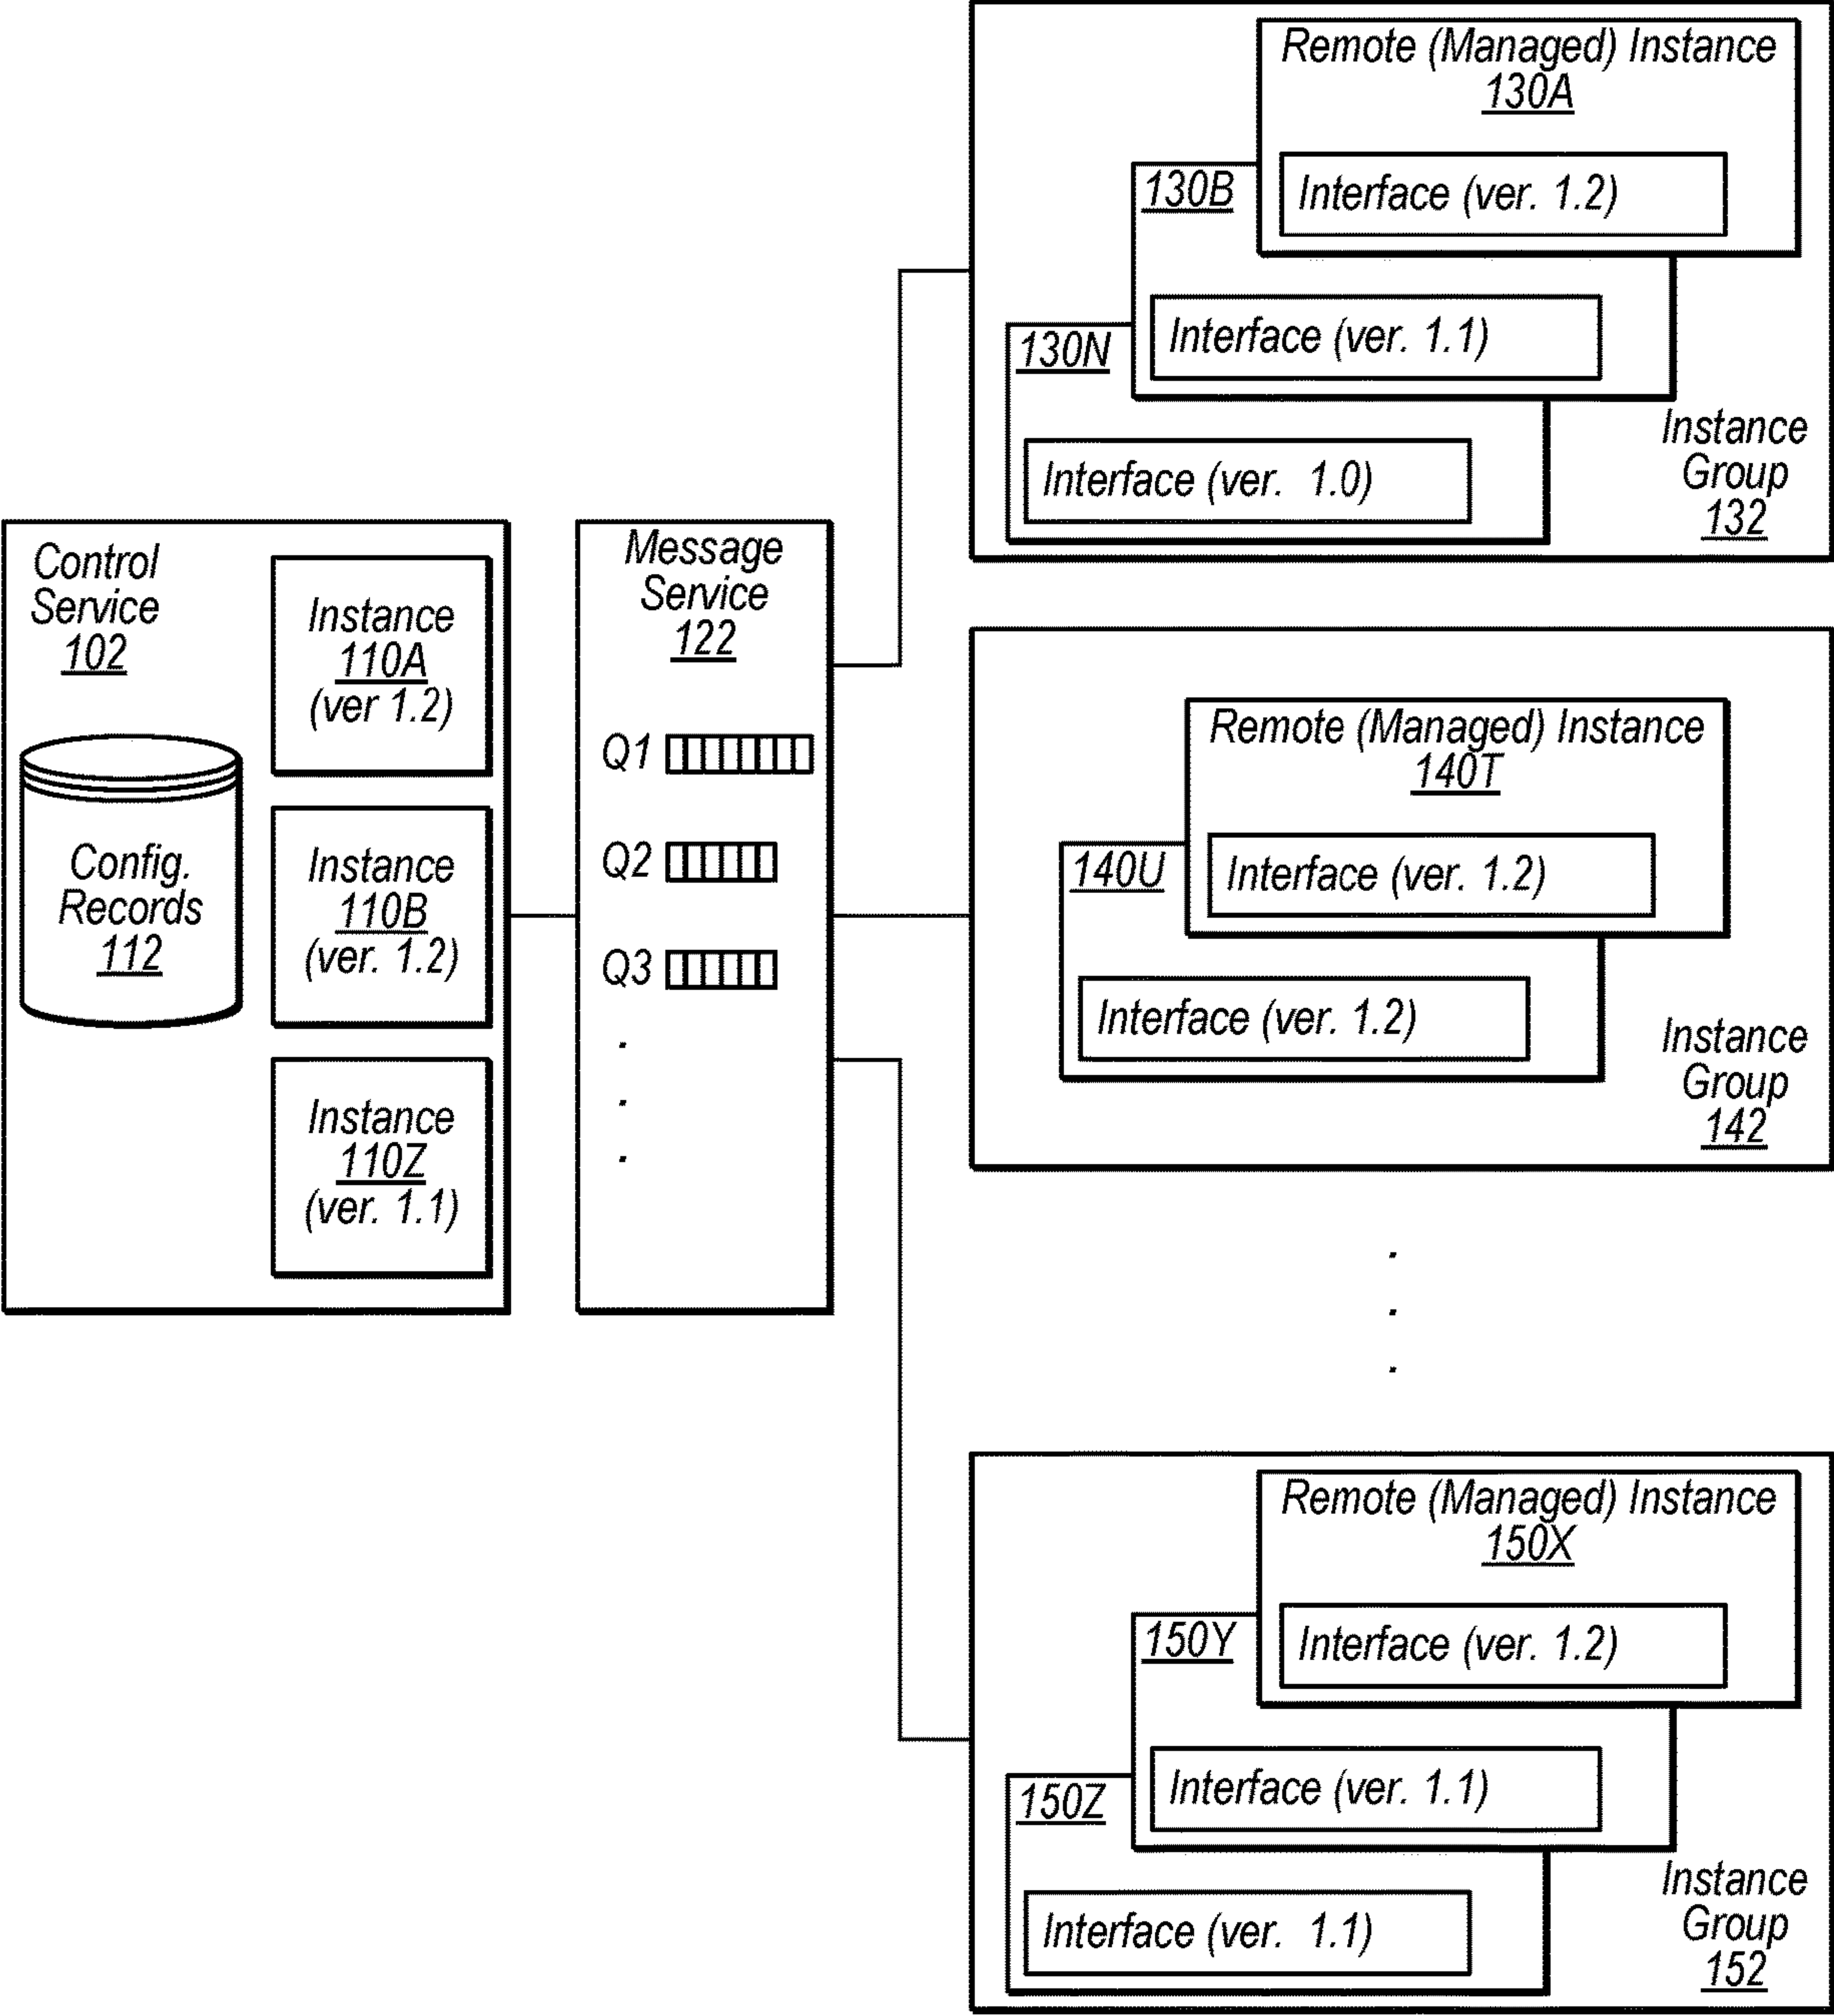 Control
Service
102
Config.
Records
112
Instance
110A
(ver 1.2)
Instance
110B
(ver. 1.2)
Instance
110Z
(ver. 1.1)
Message
Service
122
Q1
Q2
Q3
.
.
.
Remote (Managed) Instance
130A
Interface (ver. 1.2)
130B
Interface (ver. 1.1)
130N
Interface (ver. 1.0)
Instance
Group
132
Remote (Managed) Instance
140T
Interface (ver. 1.2)
140U
Interface (ver. 1.2)
Instance
Group
142
.
.
.
Remote (Managed) Instance
150X
Interface (ver. 1.2)
150Y
Interface (ver. 1.1)
150Z
Interface (ver. 1.1)
Instance
Group
152